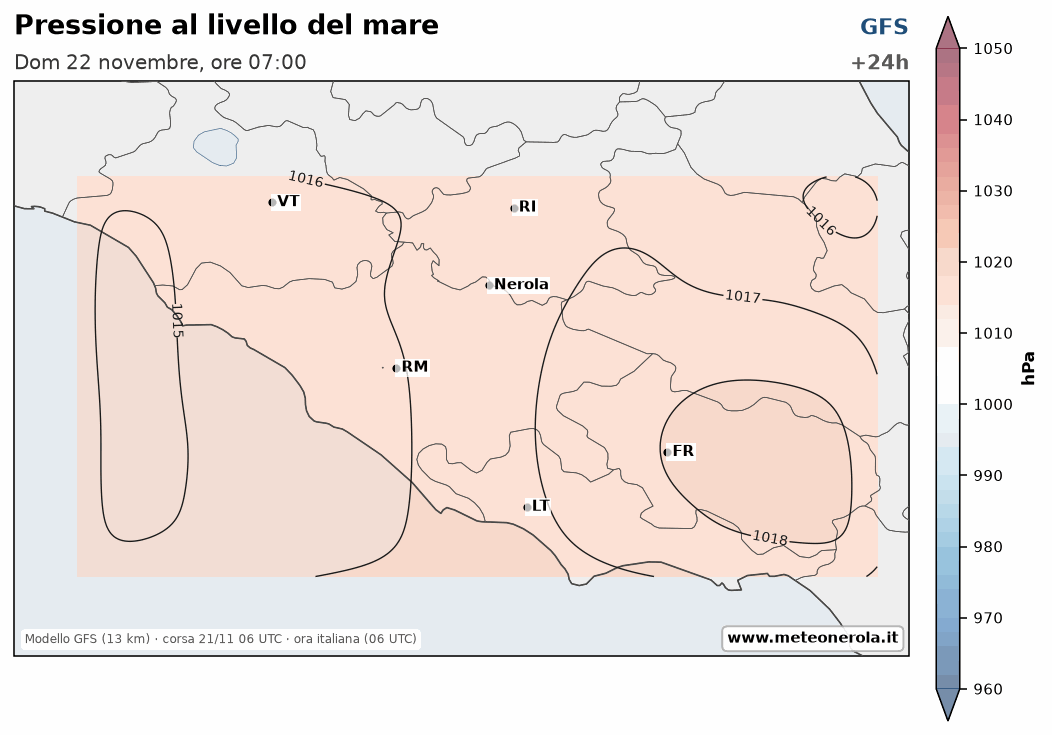 Pressione al livello del mare
GFS
Dom 22 novembre, ore 07:00
+24h
1016
VT
RI
1016
Nerola
1017
1015
RM
FR
LT
1018
Modello GFS (13 km) · corsa 21/11 06 UTC · ora italiana (06 UTC)
www.meteonerola.it
1050
1040
1030
1020
1010
1000
990
980
970
960
hPa